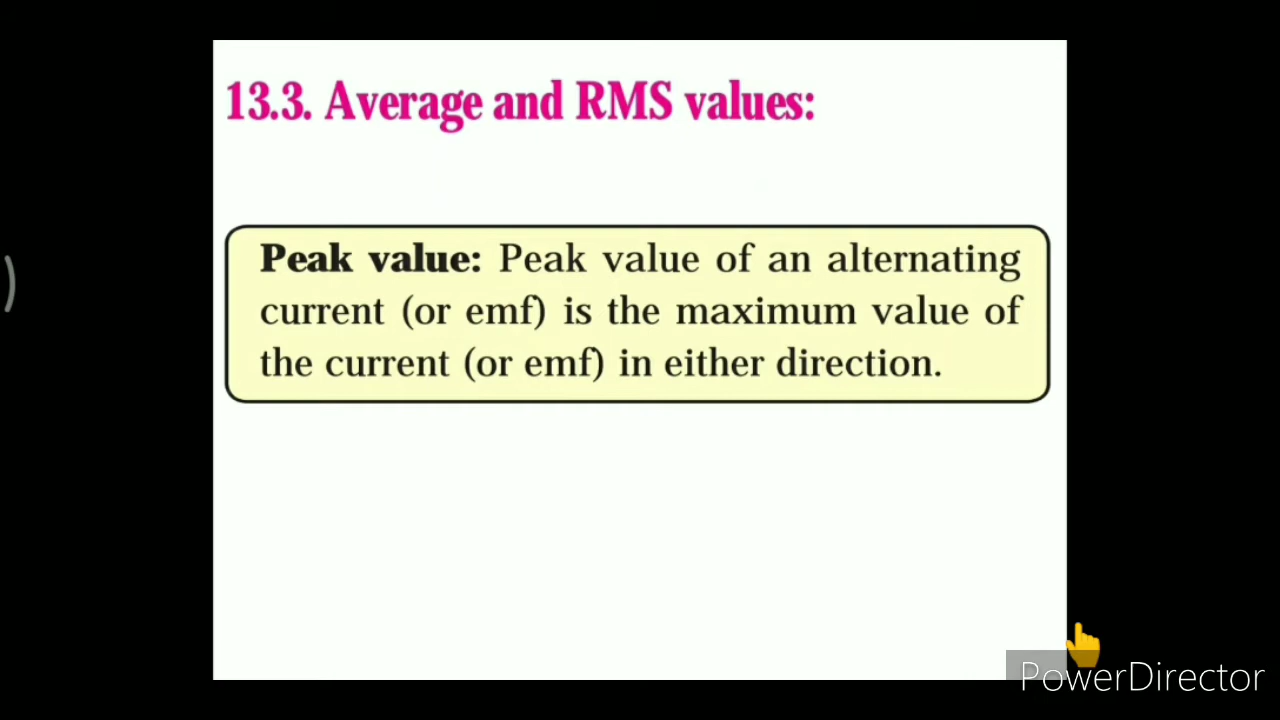 13.3. Average and RMS values:
Peak value: Peak value of an alternating
current (or emf) is the maximum value of
the current (or emf) in either direction.
PowerDirector